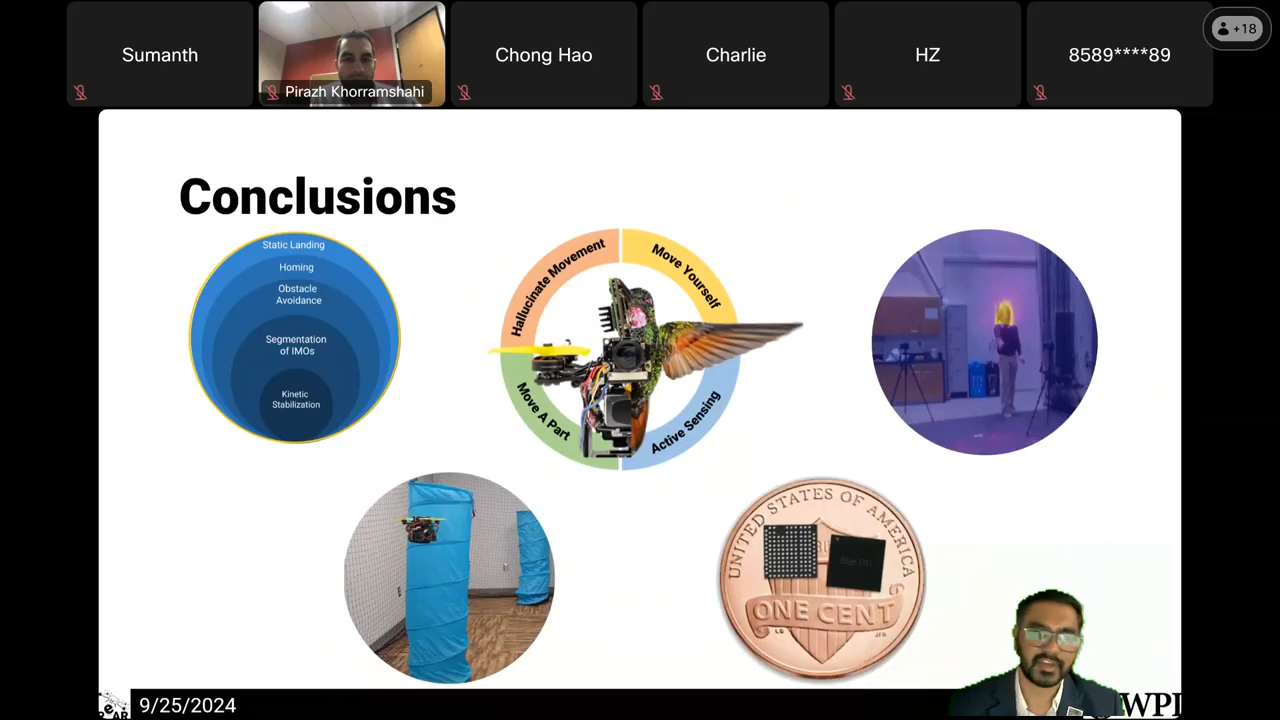 Sumanth
Pirazh Khorramshahi
Chong Hao
Charlie
HZ
8589****89
+18
Conclusions
Static Landing
Homing
Obstacle
Avoidance
Segmentation
of IMOs
Kinetic
Stabilization
Hallucinate Movement
Move Yourself
Move A Part
Active Sensing
UNITED STATES OF AMERICA
ONE CENT
9/25/2024
WPI